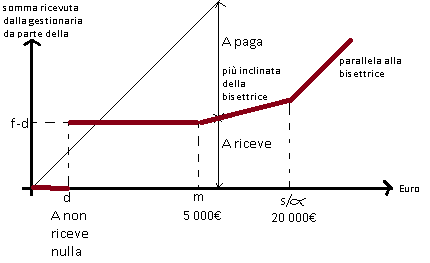 somma ricevuta
dalla gestionaria
da parte della
A paga
più inclinata
della
bisettrice
parallela alla
bisettrice
f-d
A riceve
d
m
s/α
Euro
A non
riceve
nulla
5 000€
20 000€